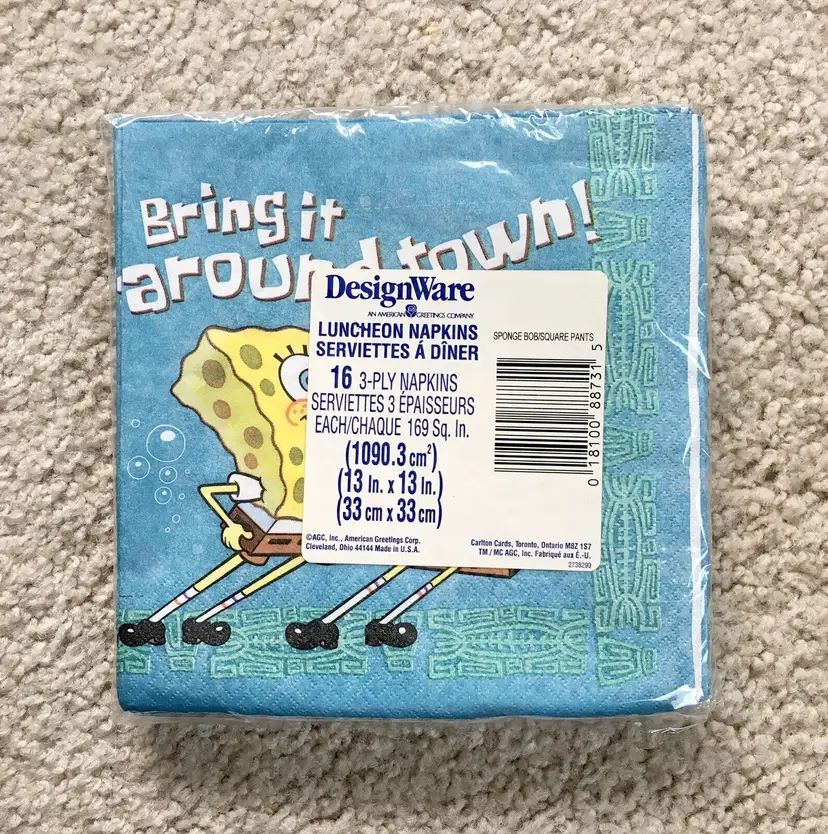 Bring it
around town!
DesignWare
AN AMERICAN GREETINGS COMPANY
LUNCHEON NAPKINS
SERVIETTES Á DÎNER
16 3-PLY NAPKINS
SERVIETTES 3 ÉPAISSEURS
EACH/CHAQUE 169 Sq. In.
(1090.3 cm²)
(13 In. x 13 In.)
(33 cm x 33 cm)
©AGC, Inc., American Greetings Corp.
Cleveland, Ohio 44144 Made in U.S.A.
SPONGE BOB/SQUARE PANTS
0 18100 88731 5
Carlton Cards, Toronto, Ontario M8Z 1S7
TM / MC AGC, Inc. Fabriqué aux É.-U.
2738290